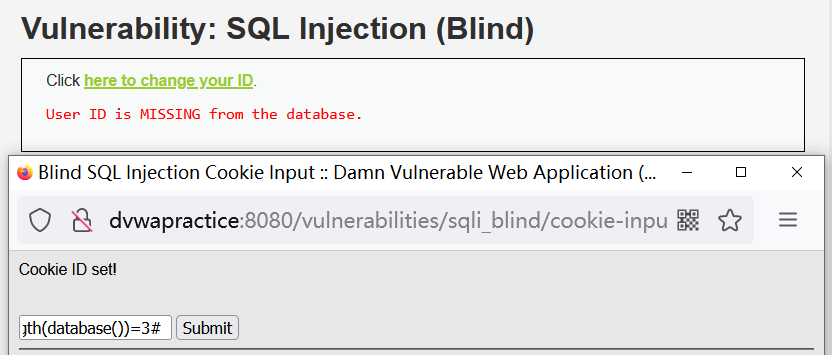 Vulnerability: SQL Injection (Blind)
Click here to change your ID.
User ID is MISSING from the database.
Blind SQL Injection Cookie Input :: Damn Vulnerable Web Application (...
dvwapractice:8080/vulnerabilities/sqli_blind/cookie-inpu
Cookie ID set!
gth(database())=3# Submit